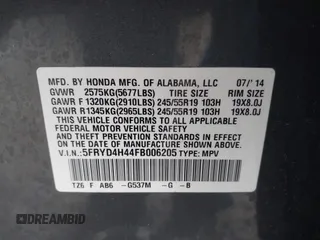 MFD. BY HONDA MFG. OF ALABAMA, LLC 07/'14
GVWR 2575KG(5677LBS) TIRE SIZE RIM SIZE
GAWR F 1320KG(2910LBS) 245/55R19 103H 19X8.0J
GAWR R 1345KG(2965LBS) 245/55R19 103H 19X8.0J
THIS VEHICLE CONFORMS TO ALL APPLICABLE FEDERAL
MOTOR VEHICLE SAFETY, BUMPER, AND THEFT PREVENTION
STANDARDS IN EFFECT ON THE DATE OF
MANUFACTURE SHOWN ABOVE.
V.I.N.: 5FRYD4H44FB006205 TYPE: MPV
TZ6 F AB6 -G537M -G -B
DREAMBID